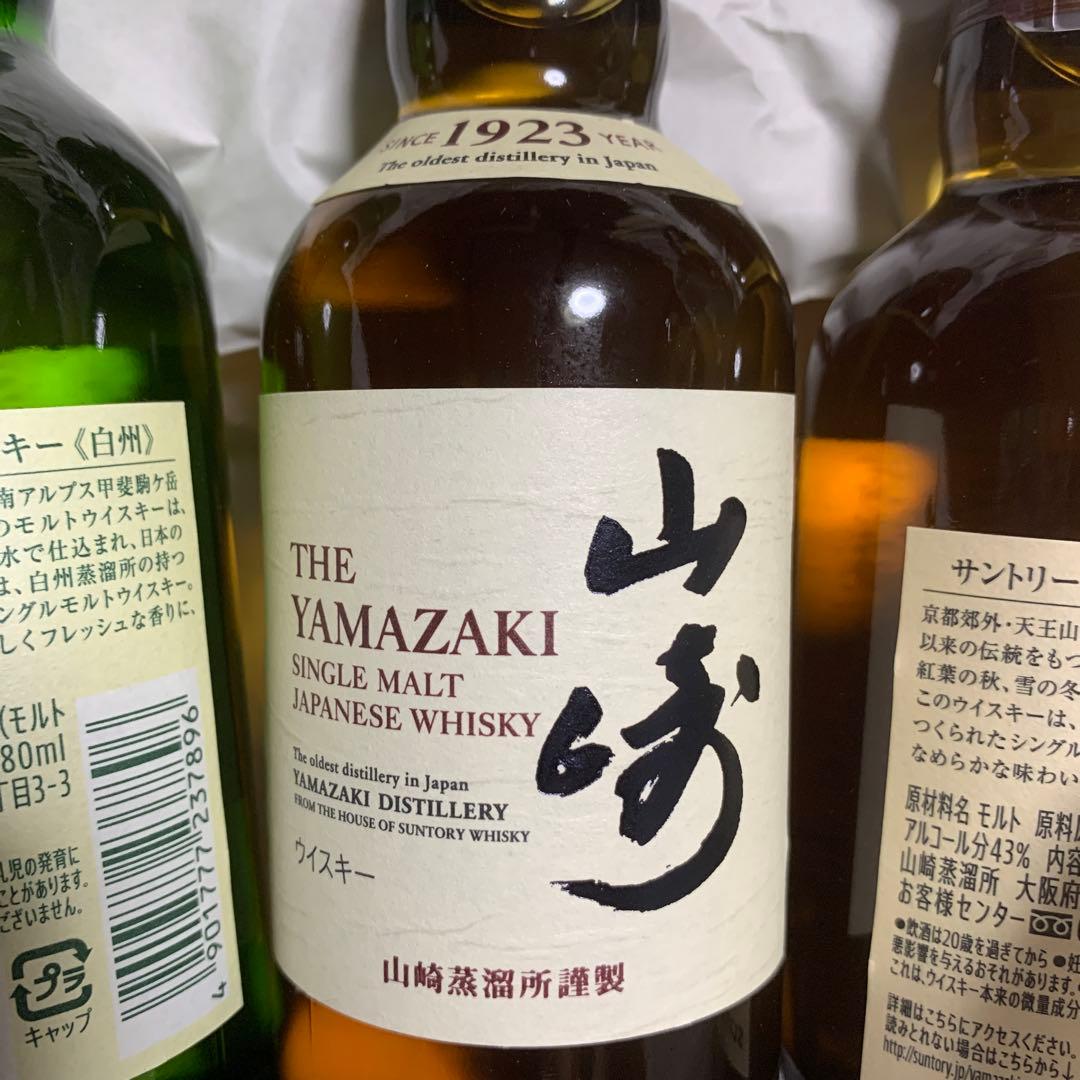 SINCE 1923 YEAR
The oldest distillery in Japan
THE
YAMAZAKI
SINGLE MALT
JAPANESE WHISKY
The oldest distillery in Japan
YAMAZAKI DISTILLERY
FROM THE HOUSE OF SUNTORY WHISKY
ウイスキー
山崎
山崎蒸溜所謹製
キー《白州》
南アルプス甲斐駒ケ岳
のモルトウイスキーは、
水で仕込まれ、日本の
は、白州蒸溜所の持つ
ングルモルトウイスキー。
しくフレッシュな香りに、
(モルト
80ml
丁目3-3
乳児の発育に
ことがあります。
ございません。
プラ
キャップ
4 901777 237896
サントリー
京都郊外・天王山
以来の伝統をもつ
紅葉の秋、雪の冬
このウイスキーは、
つくられたシングル
なめらかな味わい
原材料名 モルト 原料
アルコール分43% 内容
山崎蒸溜所 大阪府
お客様センター
●飲酒は20歳を過ぎてから ●妊
悪影響を与えるおそれがあります。
これは、ウイスキー本来の微量成分
詳細はこちらにアクセスください。
読みとれない場合はこちらから↓
http://suntory.jp/yamazaki